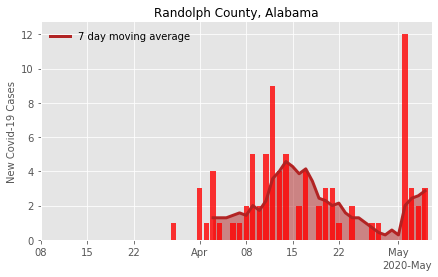 Randolph County, Alabama
7 day moving average
New Covid-19 Cases
12
10
8
6
4
2
0
08 15 22 Apr 08 15 22 May
2020-May